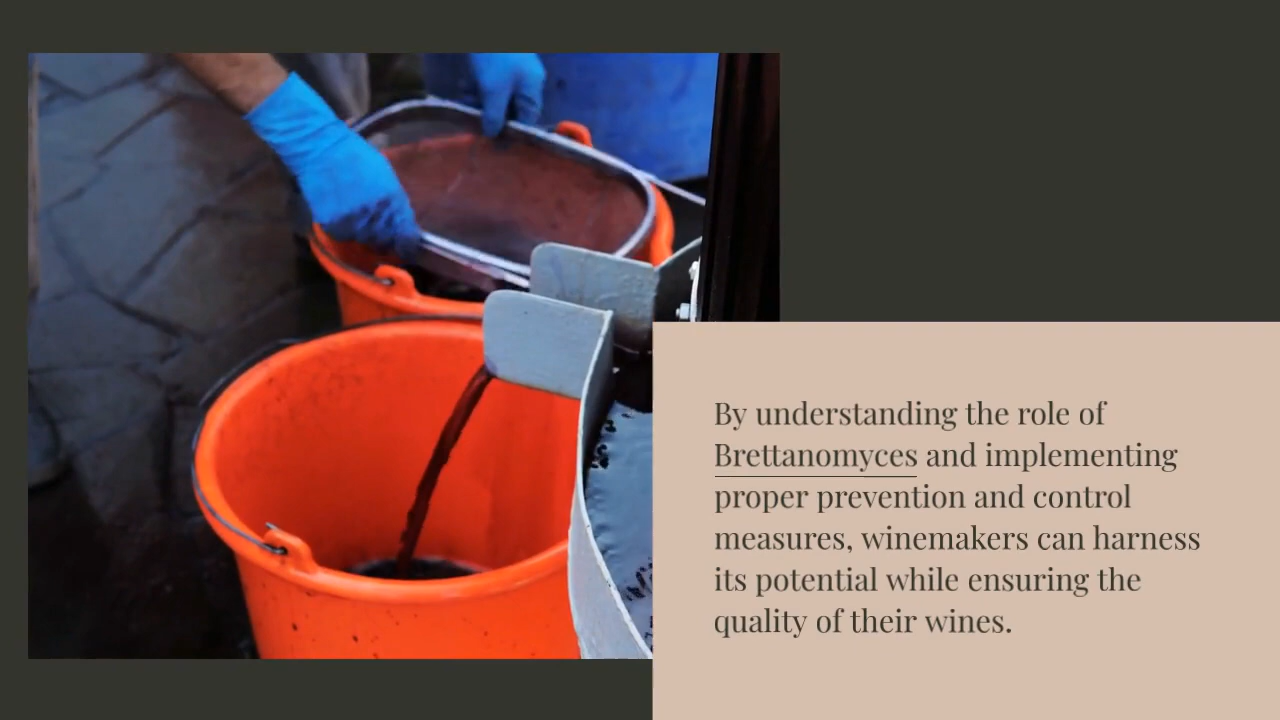 By understanding the role of
Brettanomyces and implementing
proper prevention and control
measures, winemakers can harness
its potential while ensuring the
quality of their wines.